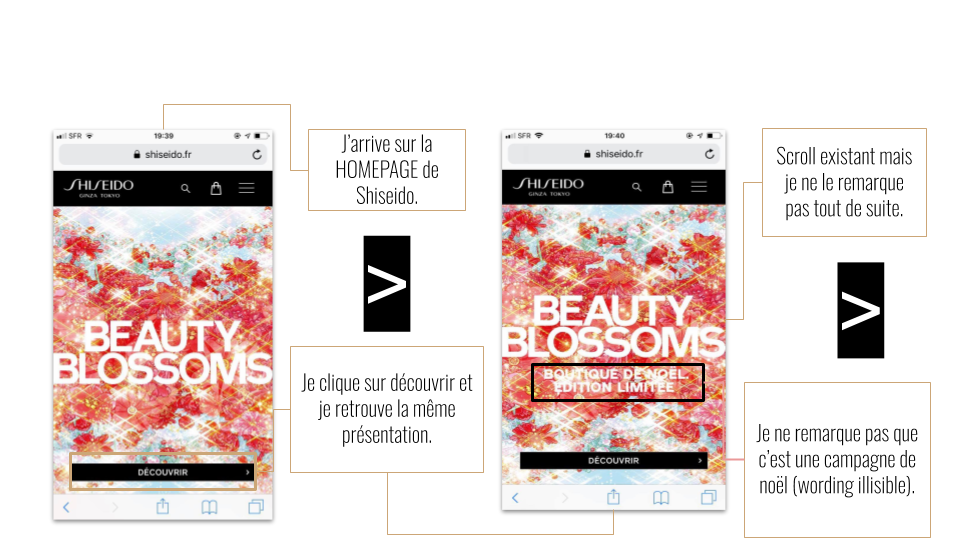 SFR
19:39
shiseido.fr
SHISEIDO
GINZA TOKYO
BEAUTY
BLOSSOMS
DÉCOUVRIR >
J’arrive sur la
HOMEPAGE de
Shiseido.
>
Je clique sur découvrir et
je retrouve la même
présentation.
SFR
19:40
shiseido.fr
SHISEIDO
GINZA TOKYO
BEAUTY
BLOSSOMS
BOUTIQUE DE NOËL
ÉDITION LIMITÉE
DÉCOUVRIR >
Scroll existant mais
je ne le remarque
pas tout de suite.
>
Je ne remarque pas que
c’est une campagne de
noël (wording illisible).